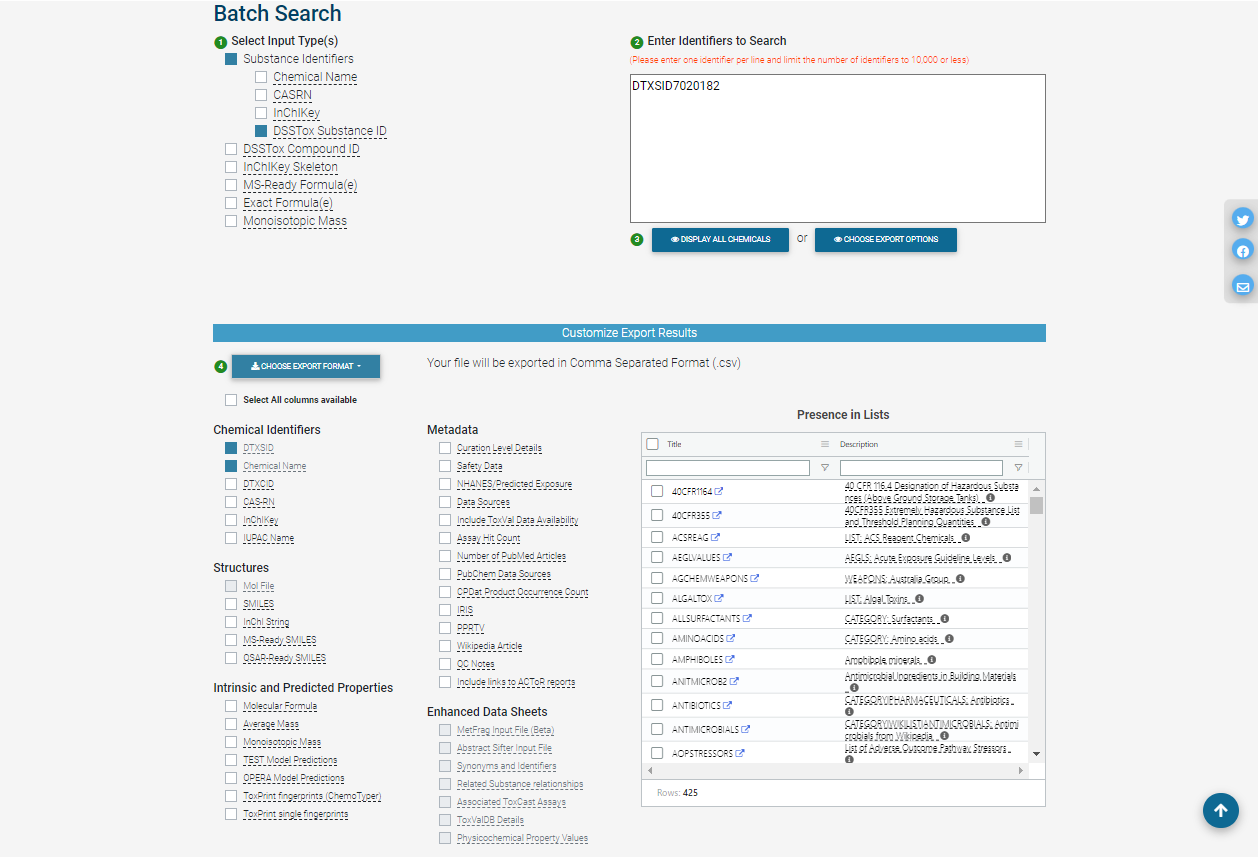 Batch Search
1 Select Input Type(s)
Substance Identifiers
Chemical Name
CASRN
InChIKey
DSSTox Substance ID
DSSTox Compound ID
InChIKey Skeleton
MS-Ready Formula(e)
Exact Formula(e)
Monoisotopic Mass
2 Enter Identifiers to Search
(Please enter one identifier per line and limit the number of identifiers to 10,000 or less)
DTXSID7020182
3 DISPLAY ALL CHEMICALS or CHOOSE EXPORT OPTIONS
Customize Export Results
4 CHOOSE EXPORT FORMAT
Your file will be exported in Comma Separated Format (.csv)
Select All columns available
Chemical Identifiers
DTXSID
Chemical Name
DTXCID
CAS-RN
InChIKey
IUPAC Name
Structures
Mol File
SMILES
InChI String
MS-Ready SMILES
QSAR-Ready SMILES
Intrinsic and Predicted Properties
Molecular Formula
Average Mass
Monoisotopic Mass
TEST Model Predictions
OPERA Model Predictions
ToxPrint fingerprints (ChemoTyper)
ToxPrint single fingerprints
Metadata
Curation Level Details
Safety Data
NHANES/Predicted Exposure
Data Sources
Include ToxVal Data Availability
Assay Hit Count
Number of PubMed Articles
PubChem Data Sources
CPDat Product Occurrence Count
IRIS
PPRTV
Wikipedia Article
QC Notes
Include links to ACToR reports
Enhanced Data Sheets
MetFrag Input File (Beta)
Abstract Sifter Input File
Synonyms and Identifiers
Related Substance relationships
Associated ToxCast Assays
ToxValDB Details
Physicochemical Property Values
Presence in Lists
Title Description
40CFR1164 40 CFR 116.4 Designation of Hazardous Substa
nces (Above Ground Storage Tanks)
40CFR355 40CFR355 Extremely Hazardous Substance List
and Threshold Planning Quantities
ACSREAG LIST: ACS Reagent Chemicals
AEGLVALUES AEGLS: Acute Exposure Guideline Levels
AGCHEMWEAPONS WEAPONS: Australia Group
ALGALTOX LIST: Algal Toxins
ALLSURFACTANTS CATEGORY: Surfactants
AMINOACIDS CATEGORY: Amino acids
AMPHIBOLES Amphibole minerals
ANITMICROB2 Antimicrobial Ingredients in Building Materials
ANTIBIOTICS CATEGORY|PHARMACEUTICALS: Antibiotics
ANTIMICROBIALS CATEGORY|WIKILIST|ANTIMICROBIALS: Antimi
crobials from Wikipedia
AOPSTRESSORS List of Adverse Outcome Pathway Stressors
Rows: 425